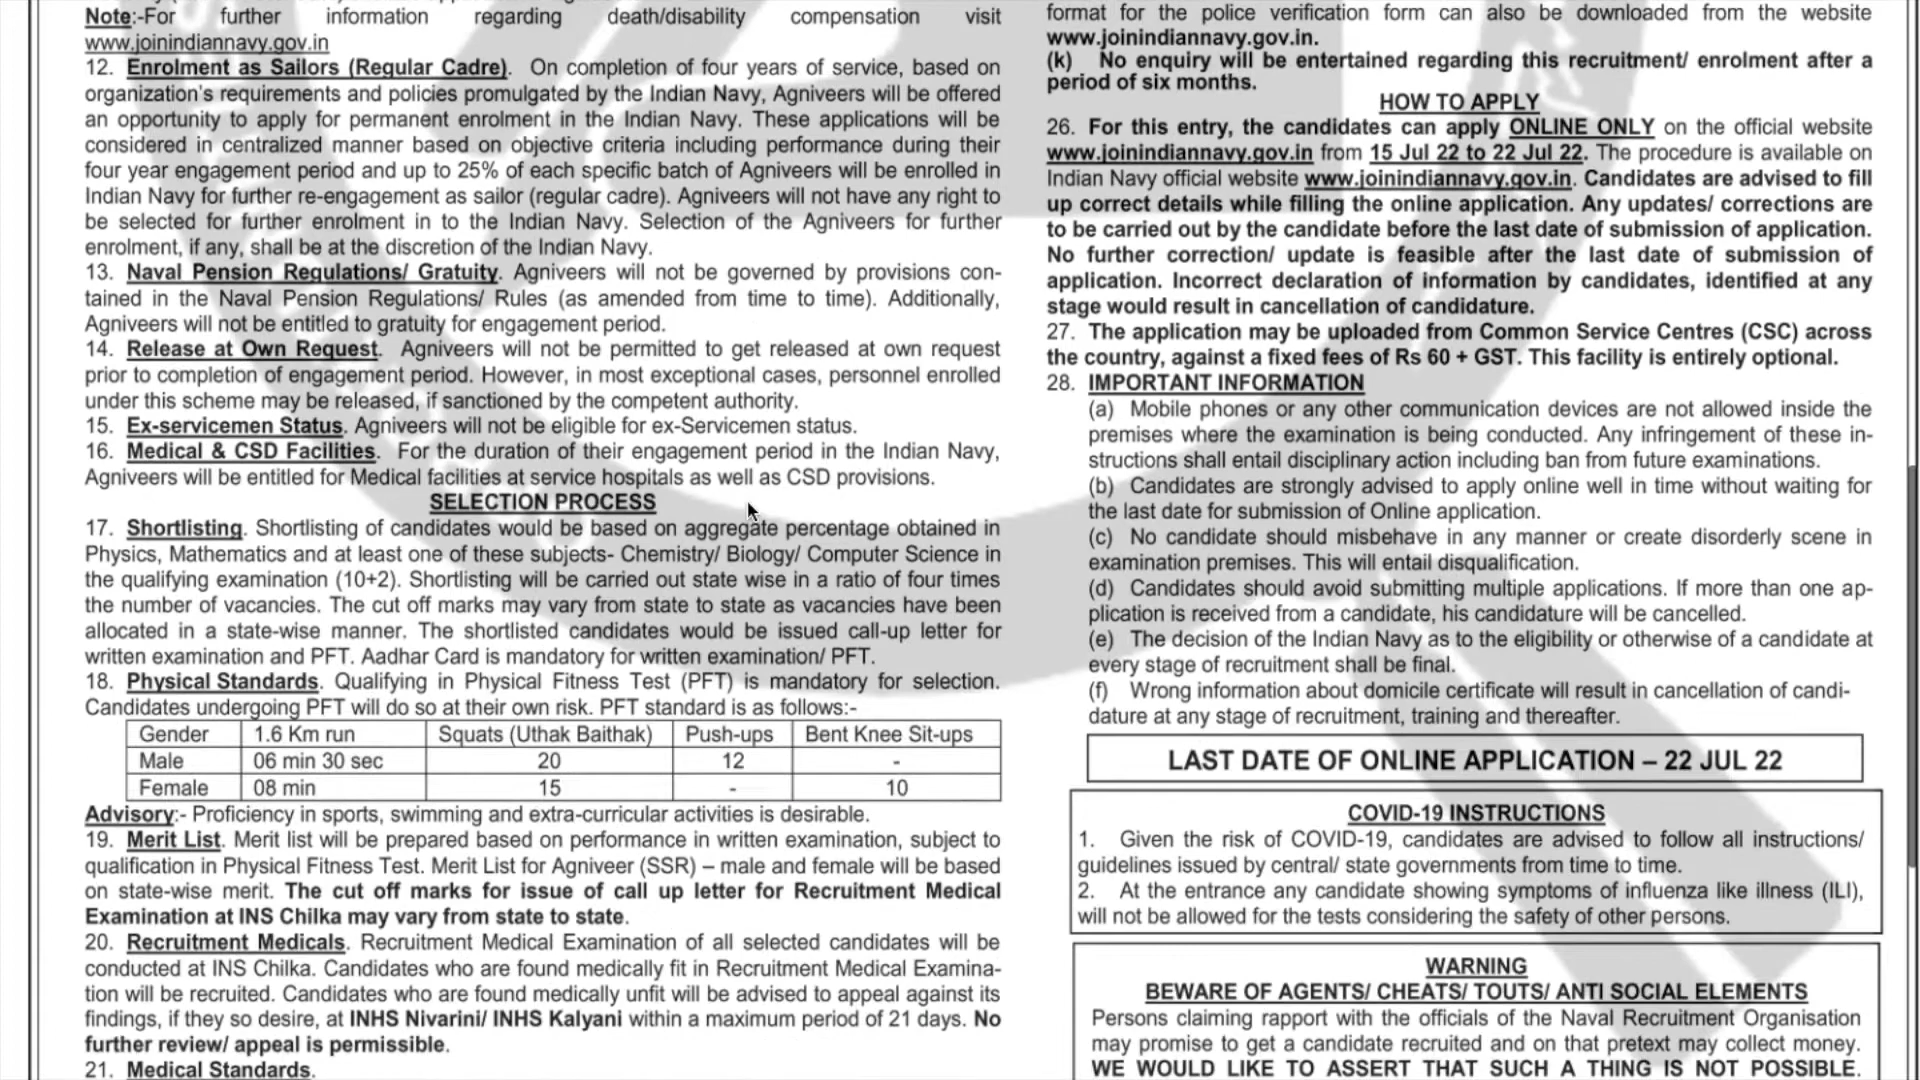 Note:-For further information regarding death/disability compensation visit
www.joinindiannavy.gov.in
12. Enrolment as Sailors (Regular Cadre). On completion of four years of service, based on
organization's requirements and policies promulgated by the Indian Navy, Agniveers will be offered
an opportunity to apply for permanent enrolment in the Indian Navy. These applications will be
considered in centralized manner based on objective criteria including performance during their
four year engagement period and up to 25% of each specific batch of Agniveers will be enrolled in
Indian Navy for further re-engagement as sailor (regular cadre). Agniveers will not have any right to
be selected for further enrolment in to the Indian Navy. Selection of the Agniveers for further
enrolment, if any, shall be at the discretion of the Indian Navy.
13. Naval Pension Regulations/ Gratuity. Agniveers will not be governed by provisions con-
tained in the Naval Pension Regulations/ Rules (as amended from time to time). Additionally,
Agniveers will not be entitled to gratuity for engagement period.
14. Release at Own Request. Agniveers will not be permitted to get released at own request
prior to completion of engagement period. However, in most exceptional cases, personnel enrolled
under this scheme may be released, if sanctioned by the competent authority.
15. Ex-servicemen Status. Agniveers will not be eligible for ex-Servicemen status.
16. Medical & CSD Facilities. For the duration of their engagement period in the Indian Navy,
Agniveers will be entitled for Medical facilities at service hospitals as well as CSD provisions.
SELECTION PROCESS
17. Shortlisting. Shortlisting of candidates would be based on aggregate percentage obtained in
Physics, Mathematics and at least one of these subjects- Chemistry/ Biology/ Computer Science in
the qualifying examination (10+2). Shortlisting will be carried out state wise in a ratio of four times
the number of vacancies. The cut off marks may vary from state to state as vacancies have been
allocated in a state-wise manner. The shortlisted candidates would be issued call-up letter for
written examination and PFT. Aadhar Card is mandatory for written examination/ PFT.
18. Physical Standards. Qualifying in Physical Fitness Test (PFT) is mandatory for selection.
Candidates undergoing PFT will do so at their own risk. PFT standard is as follows:-
Gender 1.6 Km run Squats (Uthak Baithak) Push-ups Bent Knee Sit-ups
Male 06 min 30 sec 20 12 -
Female 08 min 15 - 10
Advisory:- Proficiency in sports, swimming and extra-curricular activities is desirable.
19. Merit List. Merit list will be prepared based on performance in written examination, subject to
qualification in Physical Fitness Test. Merit List for Agniveer (SSR) – male and female will be based
on state-wise merit. The cut off marks for issue of call up letter for Recruitment Medical
Examination at INS Chilka may vary from state to state.
20. Recruitment Medicals. Recruitment Medical Examination of all selected candidates will be
conducted at INS Chilka. Candidates who are found medically fit in Recruitment Medical Examina-
tion will be recruited. Candidates who are found medically unfit will be advised to appeal against its
findings, if they so desire, at INHS Nivarini/ INHS Kalyani within a maximum period of 21 days. No
further review/ appeal is permissible.
21. Medical Standards.
format for the police verification form can also be downloaded from the website
www.joinindiannavy.gov.in.
(k) No enquiry will be entertained regarding this recruitment/ enrolment after a
period of six months.
HOW TO APPLY
26. For this entry, the candidates can apply ONLINE ONLY on the official website
www.joinindiannavy.gov.in from 15 Jul 22 to 22 Jul 22. The procedure is available on
Indian Navy official website www.joinindiannavy.gov.in. Candidates are advised to fill
up correct details while filling the online application. Any updates/ corrections are
to be carried out by the candidate before the last date of submission of application.
No further correction/ update is feasible after the last date of submission of
application. Incorrect declaration of information by candidates, identified at any
stage would result in cancellation of candidature.
27. The application may be uploaded from Common Service Centres (CSC) across
the country, against a fixed fees of Rs 60 + GST. This facility is entirely optional.
28. IMPORTANT INFORMATION
(a) Mobile phones or any other communication devices are not allowed inside the
premises where the examination is being conducted. Any infringement of these in-
structions shall entail disciplinary action including ban from future examinations.
(b) Candidates are strongly advised to apply online well in time without waiting for
the last date for submission of Online application.
(c) No candidate should misbehave in any manner or create disorderly scene in
examination premises. This will entail disqualification.
(d) Candidates should avoid submitting multiple applications. If more than one ap-
plication is received from a candidate, his candidature will be cancelled.
(e) The decision of the Indian Navy as to the eligibility or otherwise of a candidate at
every stage of recruitment shall be final.
(f) Wrong information about domicile certificate will result in cancellation of candi-
dature at any stage of recruitment, training and thereafter.
LAST DATE OF ONLINE APPLICATION – 22 JUL 22
COVID-19 INSTRUCTIONS
1. Given the risk of COVID-19, candidates are advised to follow all instructions/
guidelines issued by central/ state governments from time to time.
2. At the entrance any candidate showing symptoms of influenza like illness (ILI),
will not be allowed for the tests considering the safety of other persons.
WARNING
BEWARE OF AGENTS/ CHEATS/ TOUTS/ ANTI SOCIAL ELEMENTS
Persons claiming rapport with the officials of the Naval Recruitment Organisation
may promise to get a candidate recruited and on that pretext may collect money.
WE WOULD LIKE TO ASSERT THAT SUCH A THING IS NOT POSSIBLE.